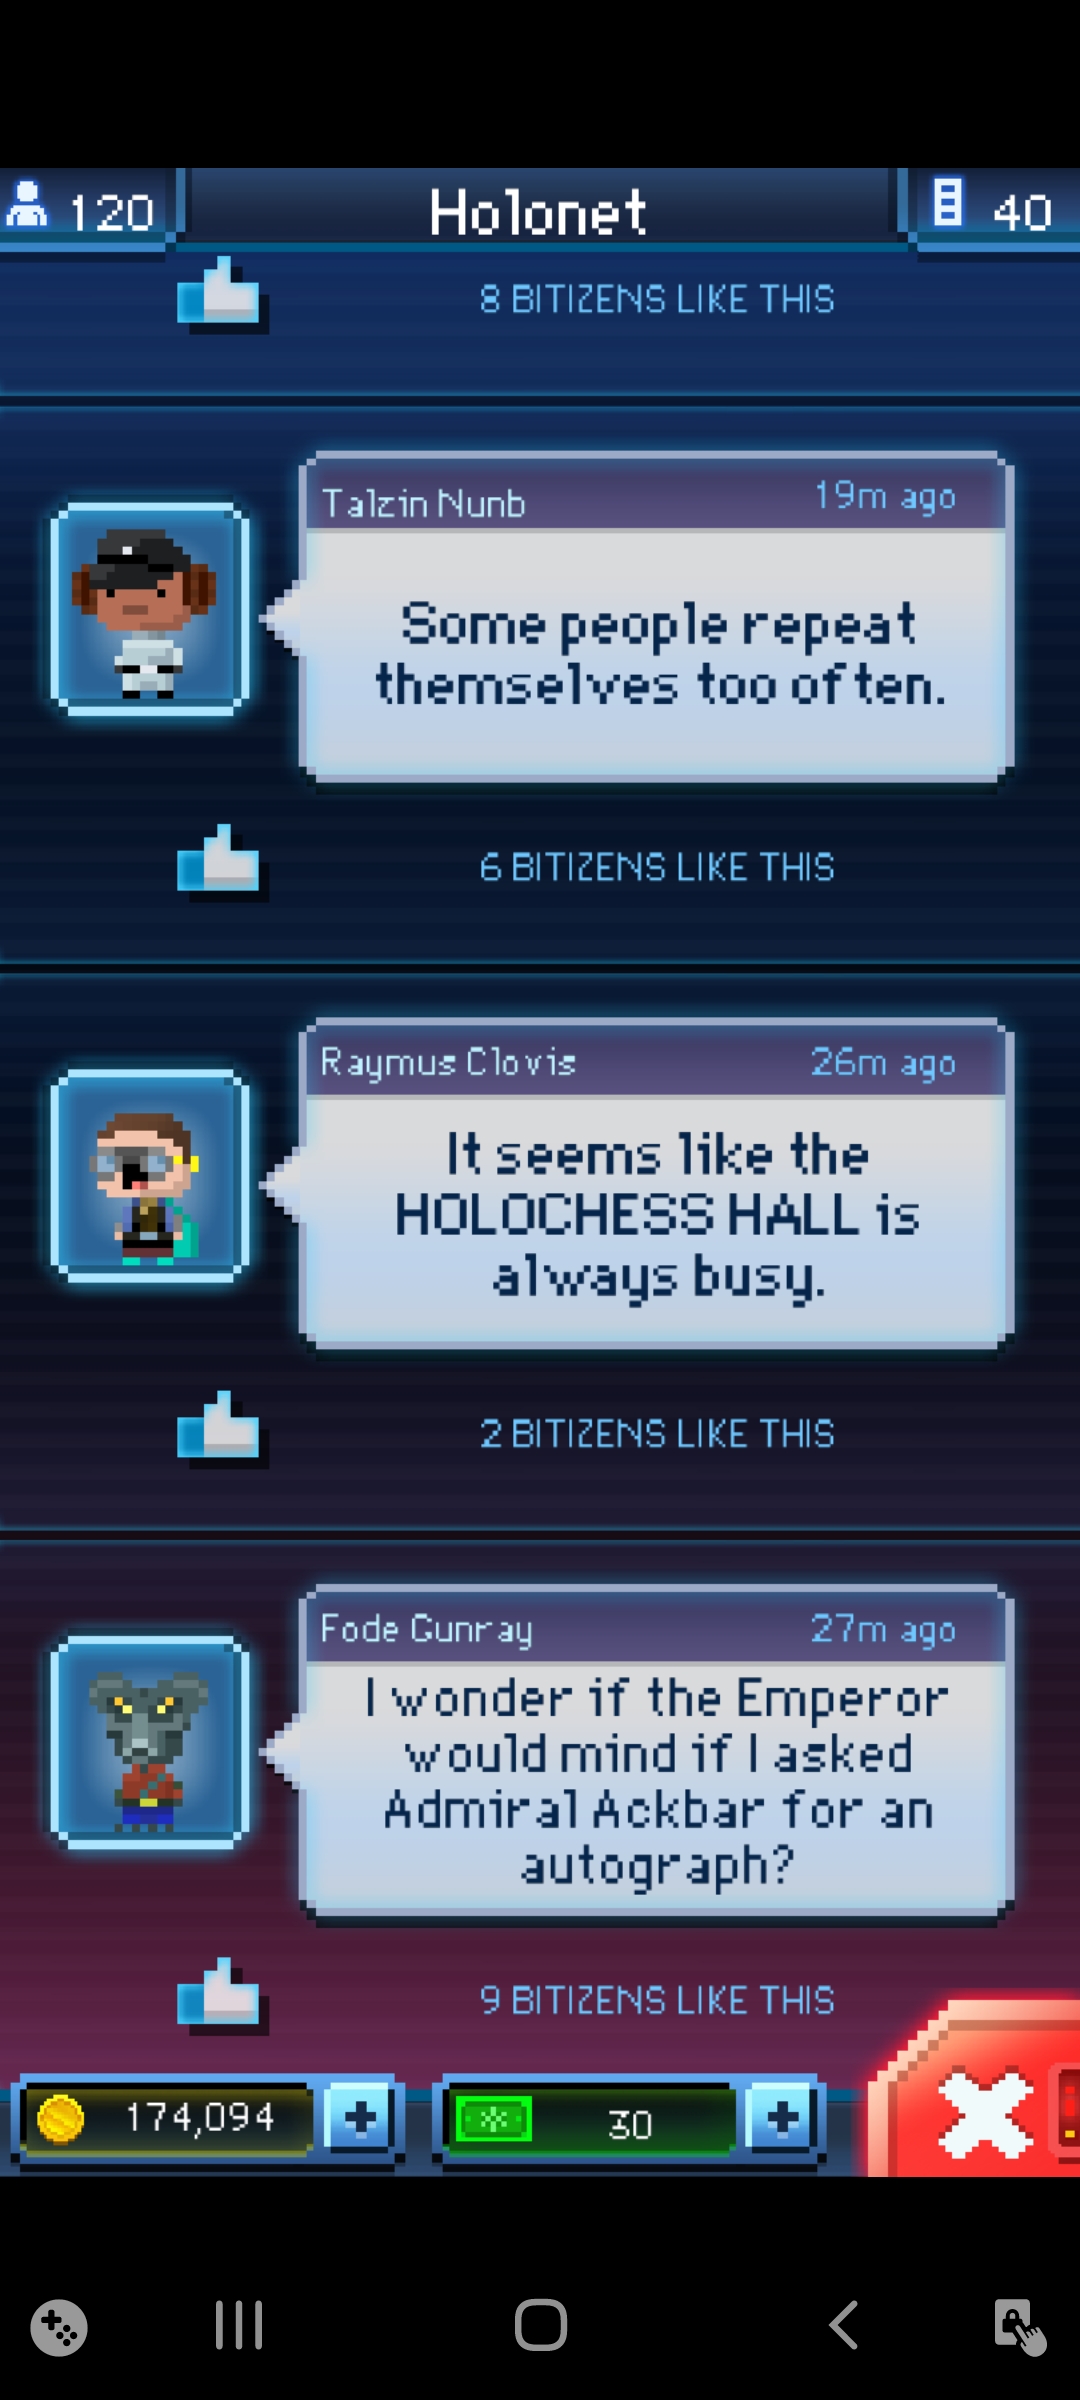 120
Holonet
40
8 BITIZENS LIKE THIS
Talzin Nunb
19m ago
Some people repeat
themselves too often.
6 BITIZENS LIKE THIS
Raymus Clovis
26m ago
It seems like the
HOLOCHESS HALL is
always busy.
2 BITIZENS LIKE THIS
Fode Gunray
27m ago
I wonder if the Emperor
would mind if I asked
Admiral Ackbar for an
autograph?
9 BITIZENS LIKE THIS
174,094
30